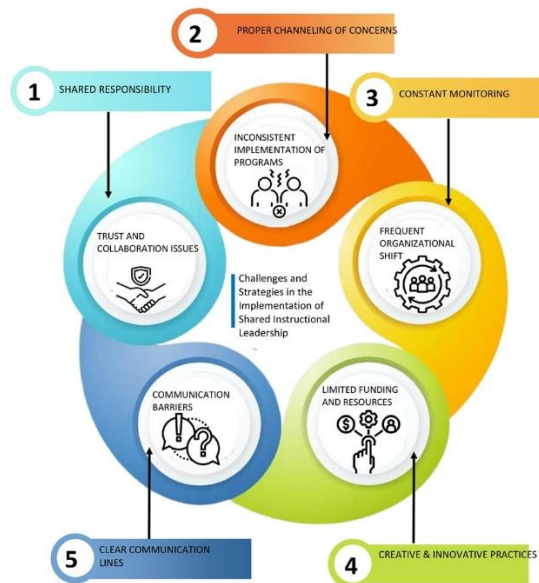 2
PROPER CHANNELING OF CONCERNS
1
SHARED RESPONSIBILITY
3
CONSTANT MONITORING
INCONSISTENT
IMPLEMENTATION OF
PROGRAMS
TRUST AND
COLLABORATION ISSUES
FREQUENT
ORGANIZATIONAL
SHIFT
Challenges and
Strategies in the
Implementation of
Shared Instructional
Leadership
COMMUNICATION
BARRIERS
LIMITED FUNDING
AND RESOURCES
5
CLEAR COMMUNICATION
LINES
4
CREATIVE & INNOVATIVE PRACTICES